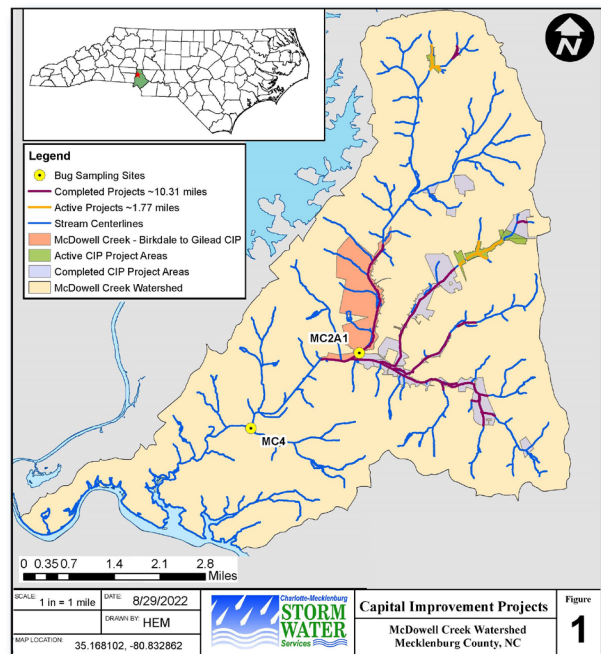 N
Legend
Bug Sampling Sites
Completed Projects ~10.31 miles
Active Projects ~1.77 miles
Stream Centerlines
McDowell Creek - Birkdale to Gilead CIP
Active CIP Project Areas
Completed CIP Project Areas
McDowell Creek Watershed
MC2A1
MC4
0 0.35 0.7 1.4 2.1 2.8
Miles
SCALE: 1 in = 1 mile
DATE: 8/29/2022
DRAWN BY: HEM
MAP LOCATION: 35.168102, -80.832862
Charlotte-Mecklenburg
STORM
WATER
Services
Capital Improvement Projects
McDowell Creek Watershed
Mecklenburg County, NC
Figure
1